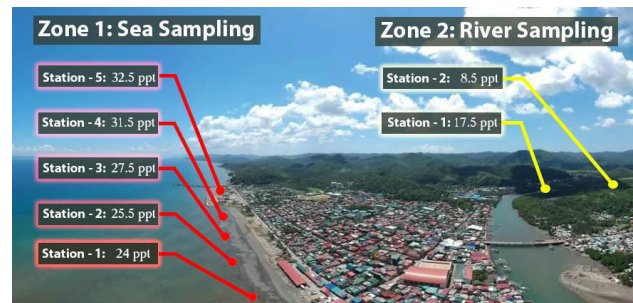 Zone 1: Sea Sampling
Station - 5: 32.5 ppt
Station - 4: 31.5 ppt
Station - 3: 27.5 ppt
Station - 2: 25.5 ppt
Station - 1: 24 ppt
Zone 2: River Sampling
Station - 2: 8.5 ppt
Station - 1: 17.5 ppt